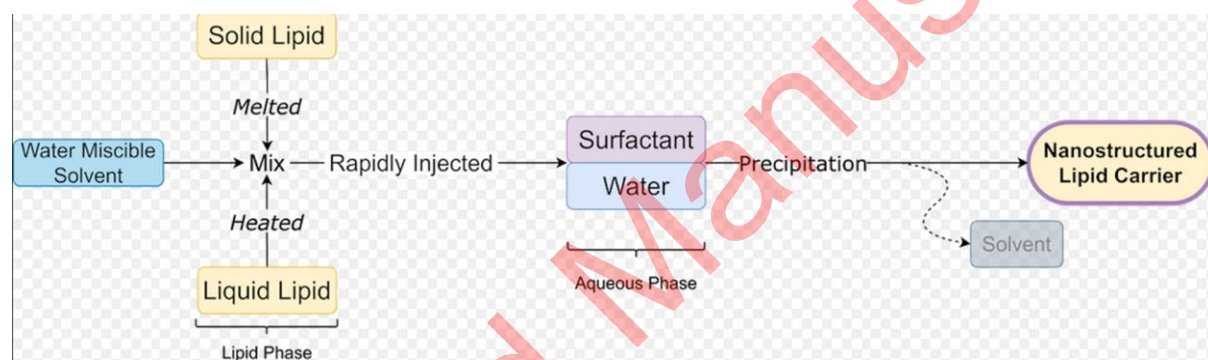 Solid Lipid
Melted
Water Miscible
Solvent
Mix
Rapidly Injected
Surfactant
Water
Precipitation
Nanostructured
Lipid Carrier
Heated
Solvent
Liquid Lipid
Aqueous Phase
Lipid Phase
d Manus